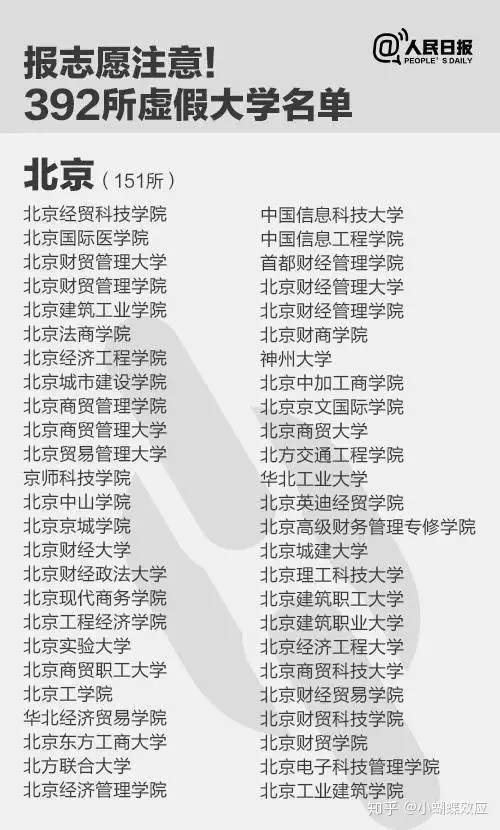 人民日报
PEOPLE'S DAILY
报志愿注意！
392所虚假大学名单
北京（151所）
北京经贸科技学院
北京国际医学院
北京财贸管理大学
北京财贸管理学院
北京建筑工业学院
北京法商学院
北京经济工程学院
北京城市建设学院
北京商贸管理学院
北京商贸管理大学
北京贸易管理大学
京师科技学院
北京中山学院
北京京城学院
北京财经大学
北京财经政法大学
北京现代商务学院
北京工程经济学院
北京实验大学
北京商贸职工大学
北京工学院
华北经济贸易学院
北京东方工商大学
北方联合大学
北京经济管理学院
中国信息科技大学
中国信息工程学院
首都财经管理学院
北京财经管理大学
北京财经管理学院
北京财商学院
神州大学
北京中加工商学院
北京京文国际学院
北京商贸大学
北方交通工程学院
华北工业大学
北京英迪经贸学院
北京高级财务管理专修学院
北京城建大学
北京理工科技大学
北京建筑职工大学
北京建筑职业大学
北京经济工程大学
北京商贸科技大学
北京财经贸易学院
北京财贸科技学院
北京财贸学院
北京电子科技管理学院
北京工业建筑学院
知乎 @小蝴蝶效应